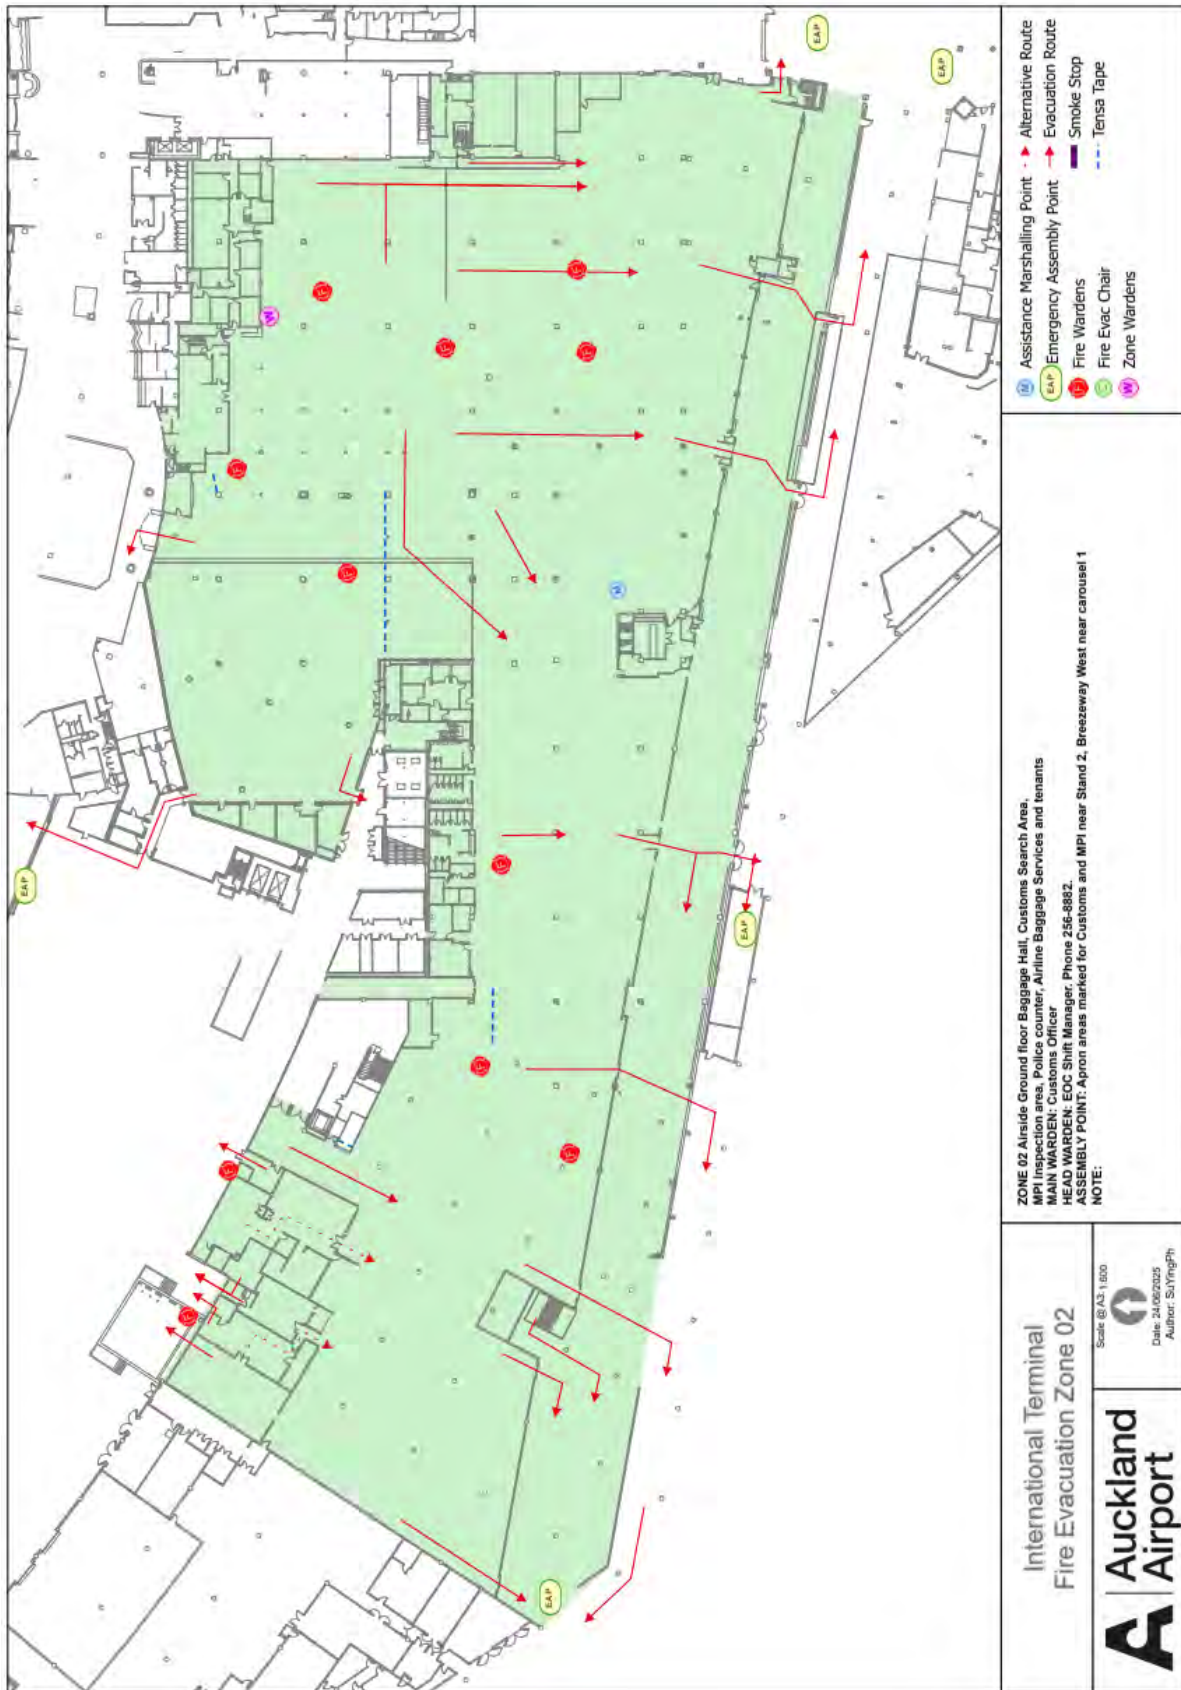 International Terminal
Fire Evacuation Zone 02
Auckland
Airport
Scale @ A3: 1:600
Date: 24/06/2025
Author: SuYingPh
ZONE 02 Airside Ground floor Baggage Hall, Customs Search Area,
MPI Inspection area, Police counter, Airline Baggage Services and tenants
MAIN WARDEN: Customs Officer
HEAD WARDEN: EOC Shift Manager, Phone 256-8882.
ASSEMBLY POINT: Apron areas marked for Customs and MPI near Stand 2, Breezeway West near carousel 1
NOTE:
M Assistance Marshalling Point
EAP Emergency Assembly Point
F Fire Wardens
C Fire Evac Chair
W Zone Wardens
Alternative Route
Evacuation Route
Smoke Stop
Tensa Tape
EAP
EAP
EAP
EAP
EAP
W
M
F
F
F
F
F
F
F
F
F
F
F